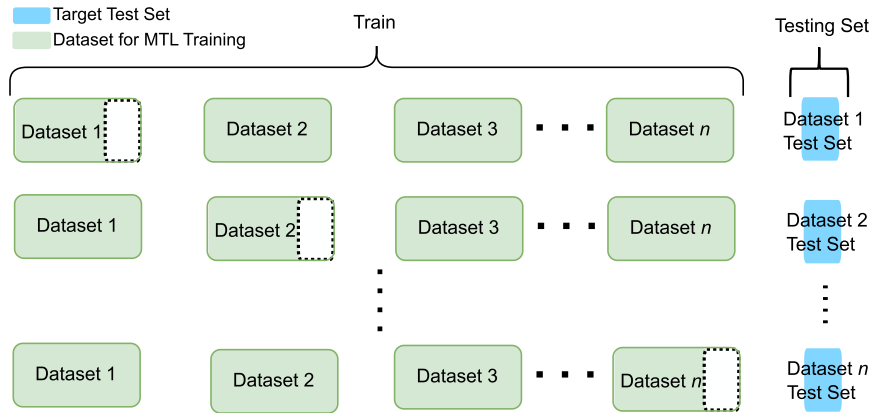 Target Test Set
Dataset for MTL Training
Train
Testing Set
Dataset 1
Dataset 2
Dataset 3
Dataset n
Dataset 1
Test Set
Dataset 1
Dataset 2
Dataset 3
Dataset n
Dataset 2
Test Set
Dataset 1
Dataset 2
Dataset 3
Dataset n
Dataset n
Test Set